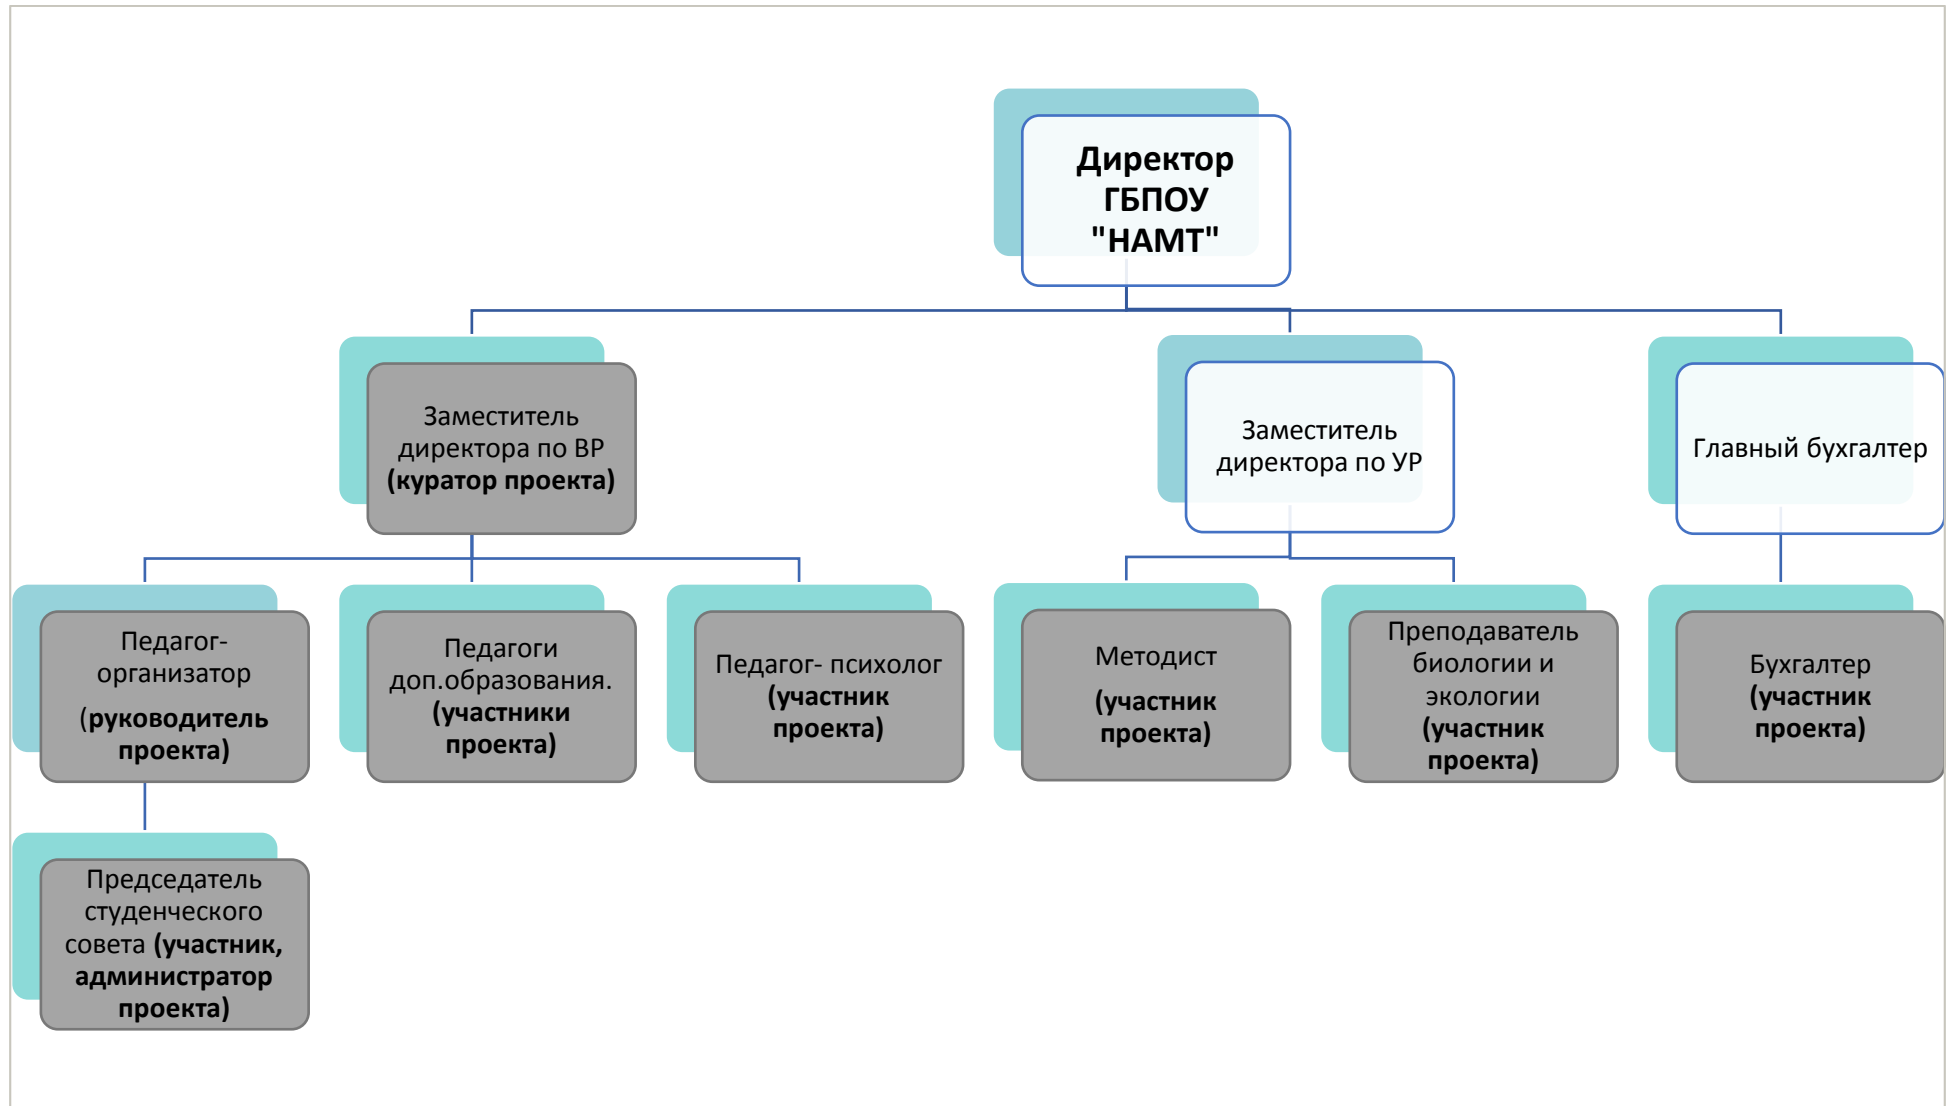 Директор
ГБПОУ
"НАМТ"
Заместитель
директора по ВР
(куратор проекта)
Заместитель
директора по УР
Главный бухгалтер
Педагог-
организатор
(руководитель
проекта)
Педагоги
доп.образования.
(участники
проекта)
Педагог- психолог
(участник
проекта)
Методист
(участник
проекта)
Преподаватель
биологии и
экологии
(участник
проекта)
Бухгалтер
(участник
проекта)
Председатель
студенческого
совета (участник,
администратор
проекта)